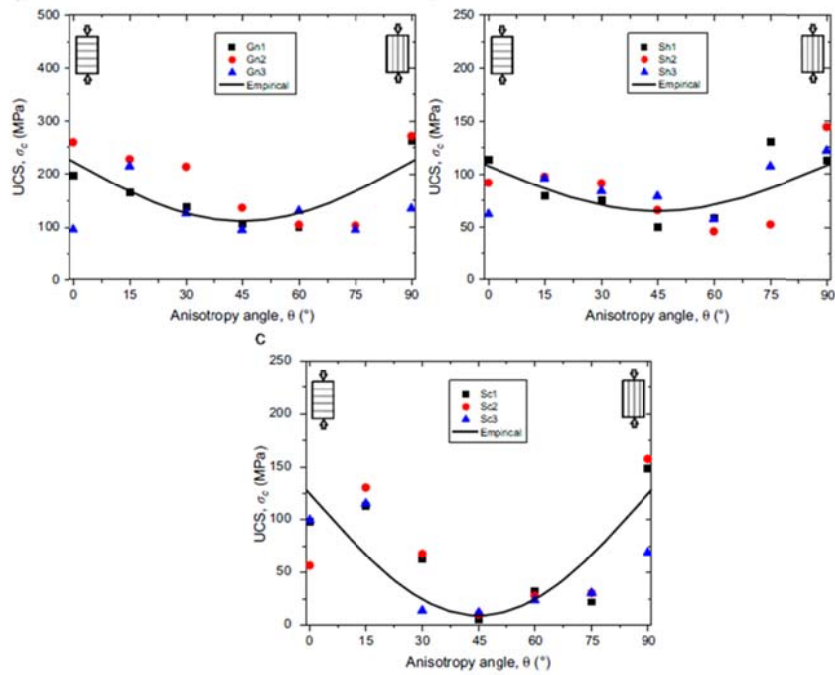 500
400
300
200
100
0
UCS, σc (MPa)
Gn1
Gn2
Gn3
Empirical
0 15 30 45 60 75 90
Anisotropy angle, θ (°)
250
200
150
100
50
0
UCS, σc (MPa)
Sh1
Sh2
Sh3
Empirical
0 15 30 45 60 75 90
Anisotropy angle, θ (°)
C
250
200
150
100
50
0
UCS, σc (MPa)
Sc1
Sc2
Sc3
Empirical
0 15 30 45 60 75 90
Anisotropy angle, θ (°)